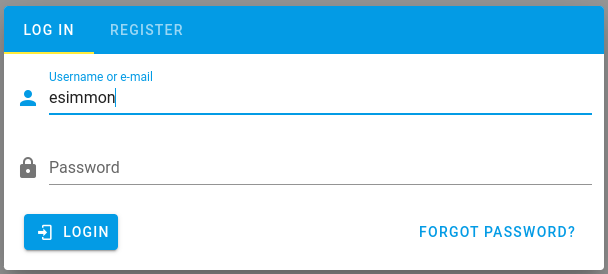 LOG IN REGISTER
Username or e-mail
esimmon
Password
LOGIN FORGOT PASSWORD?